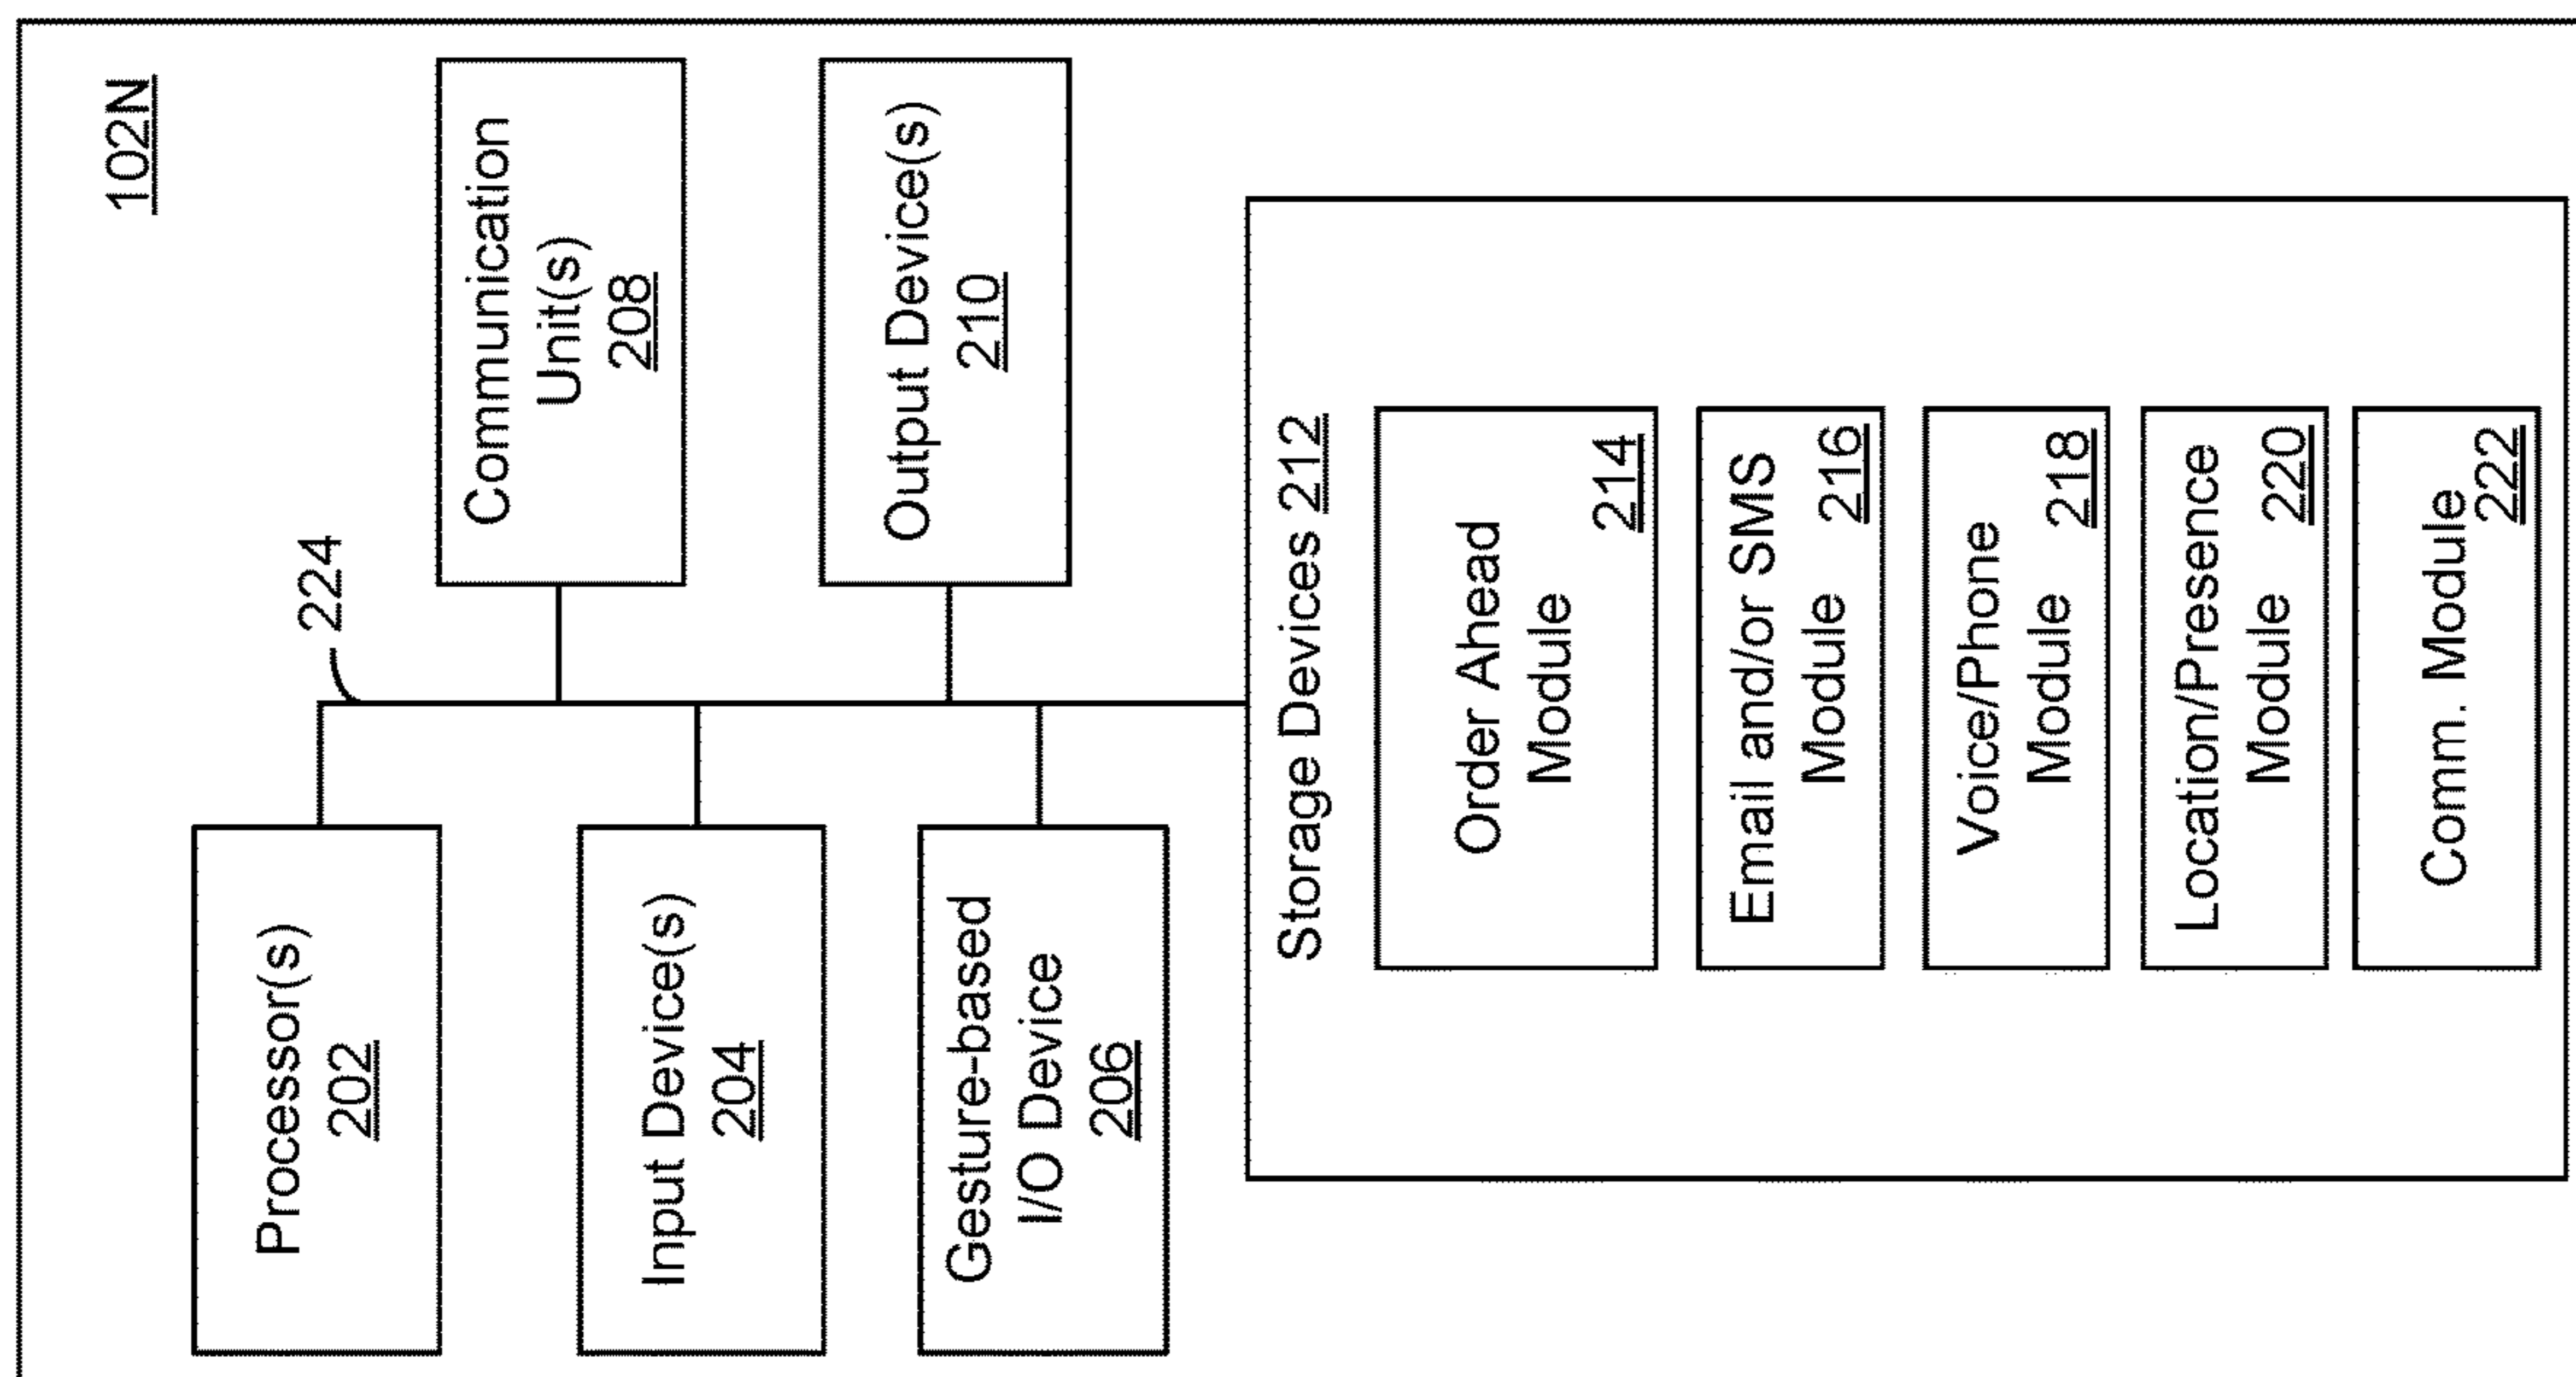 102N
224
Processor(s)
202
Communication
Unit(s)
208
Input Device(s)
204
Output Device(s)
210
Gesture-based
I/O Device
206
Storage Devices 212
Order Ahead
Module
214
Email and/or SMS
Module 216
Voice/Phone
Module 218
Location/Presence
Module 220
Comm. Module
222